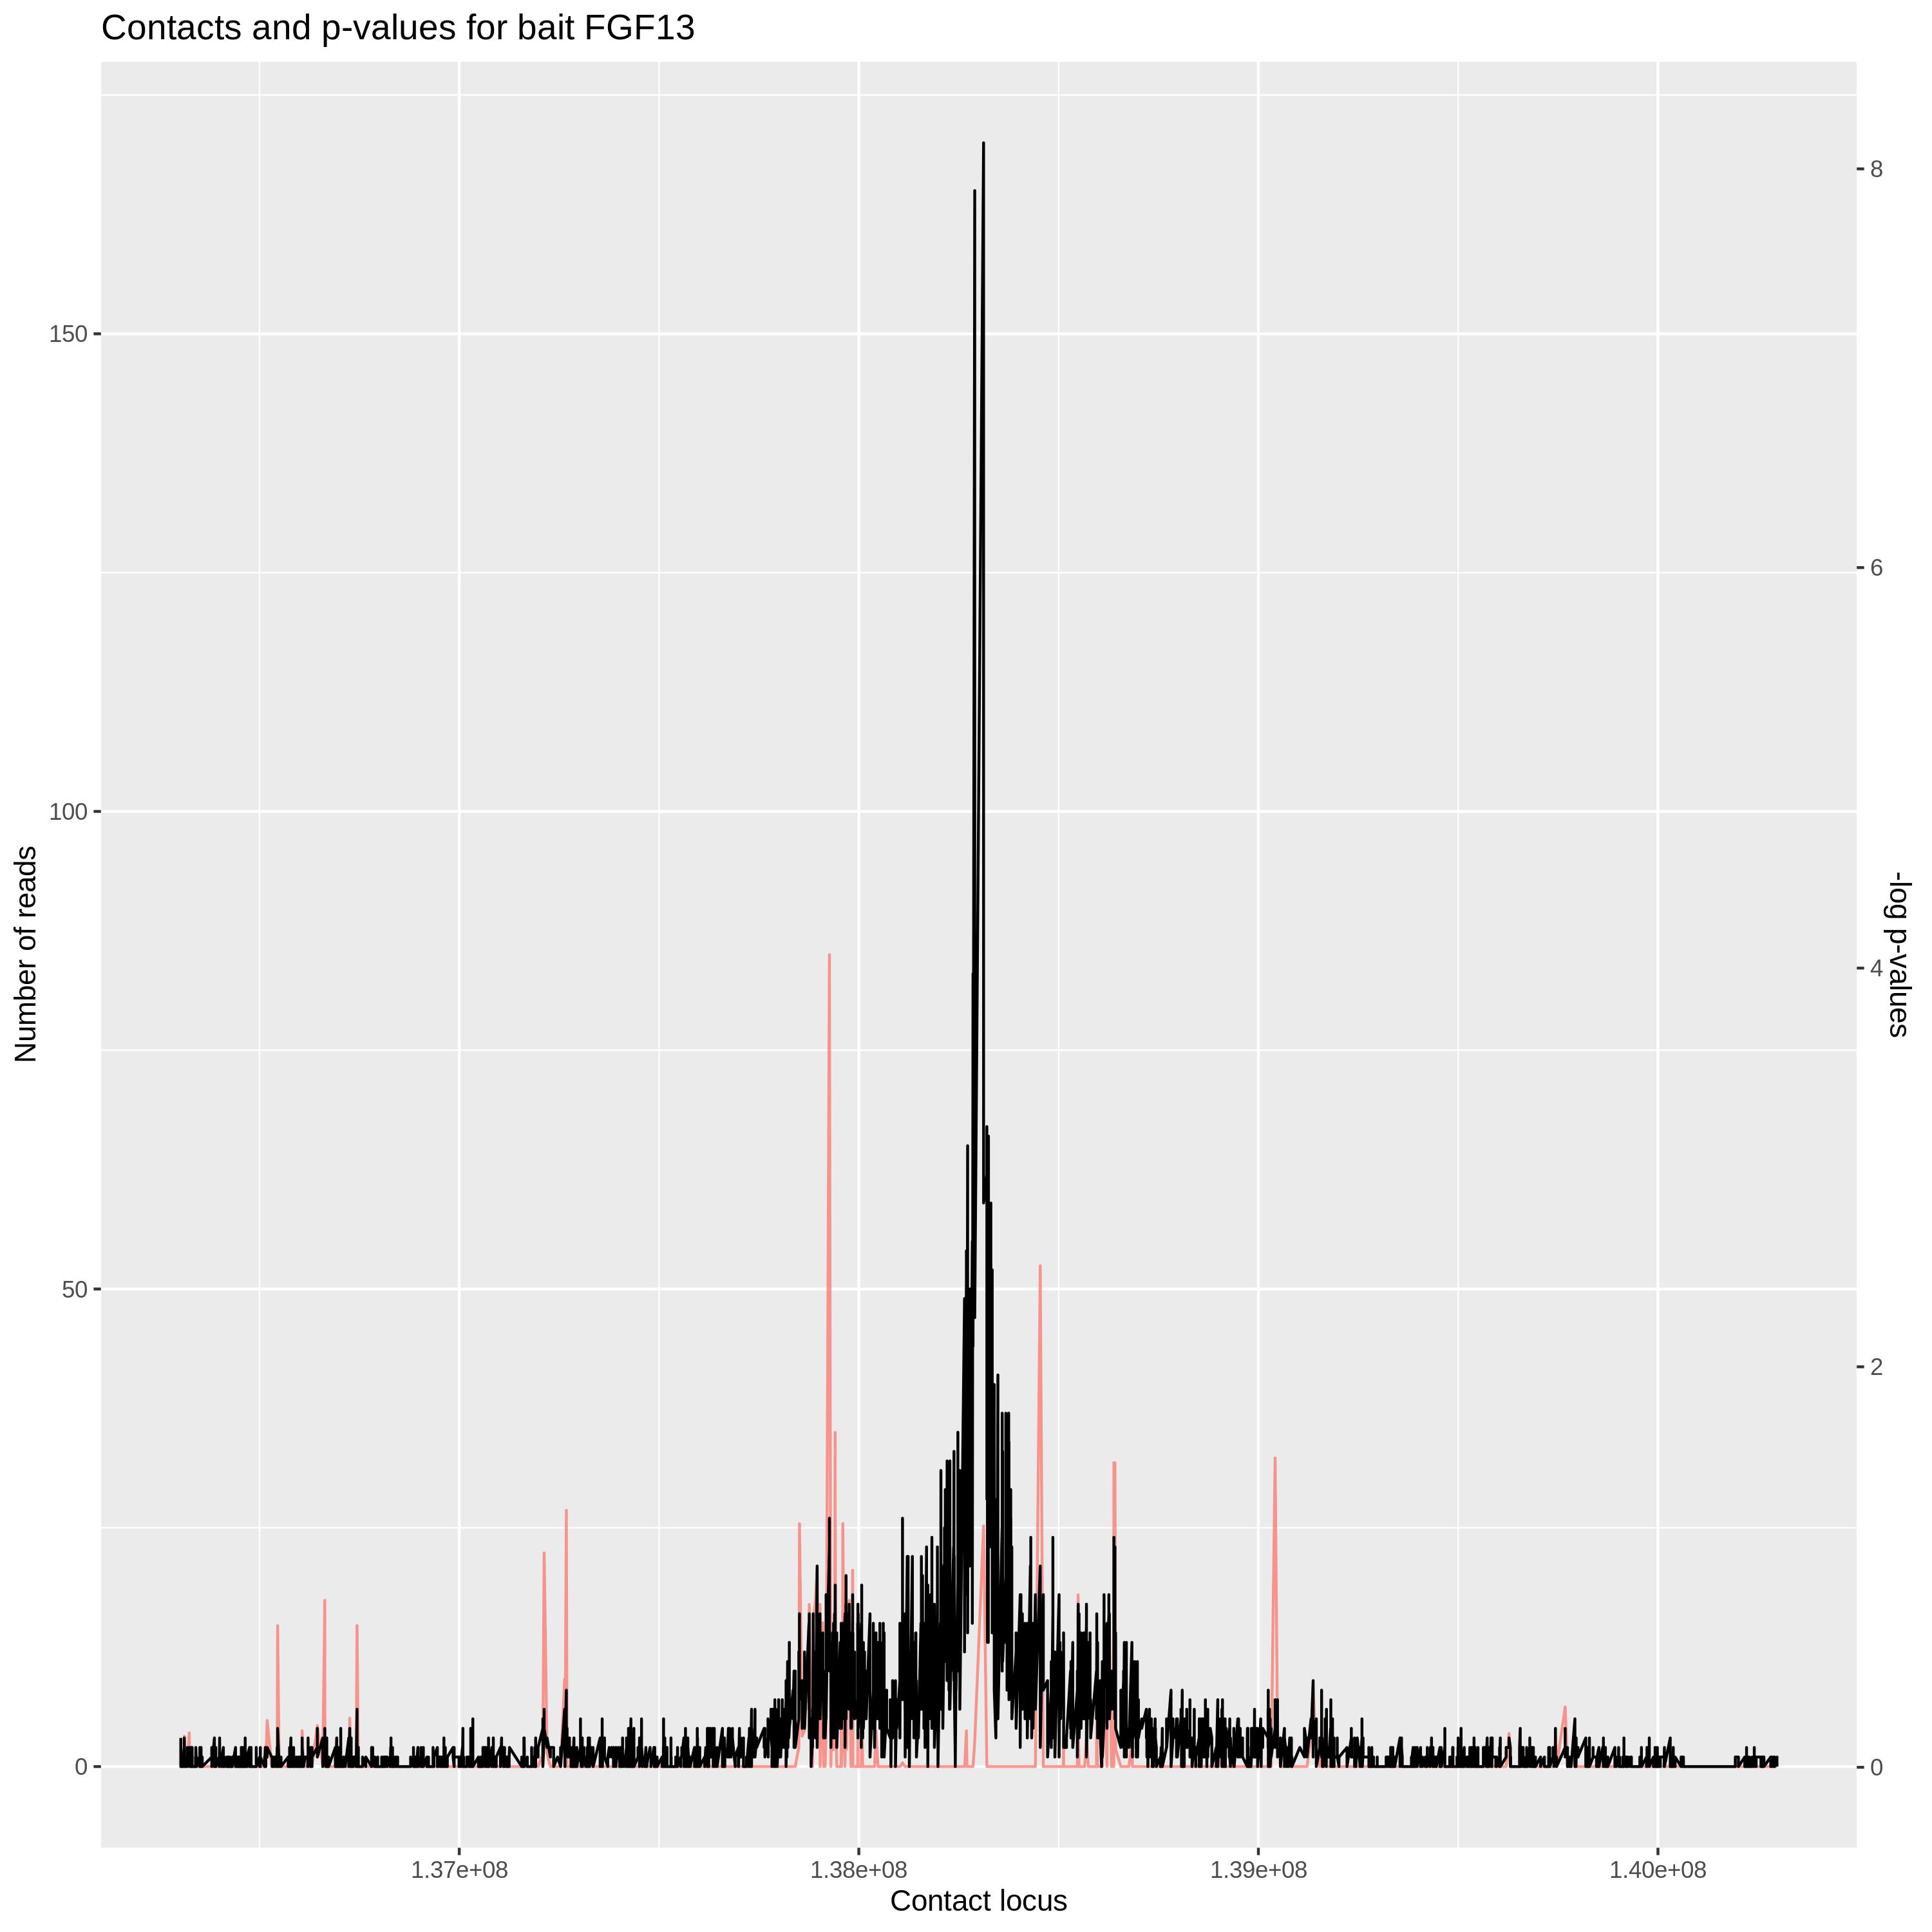 Contacts and p-values for bait FGF13
Number of reads
150
100
50
0
8
6
4
2
0
-log p-values
1.37e+08
1.38e+08
1.39e+08
1.40e+08
Contact locus